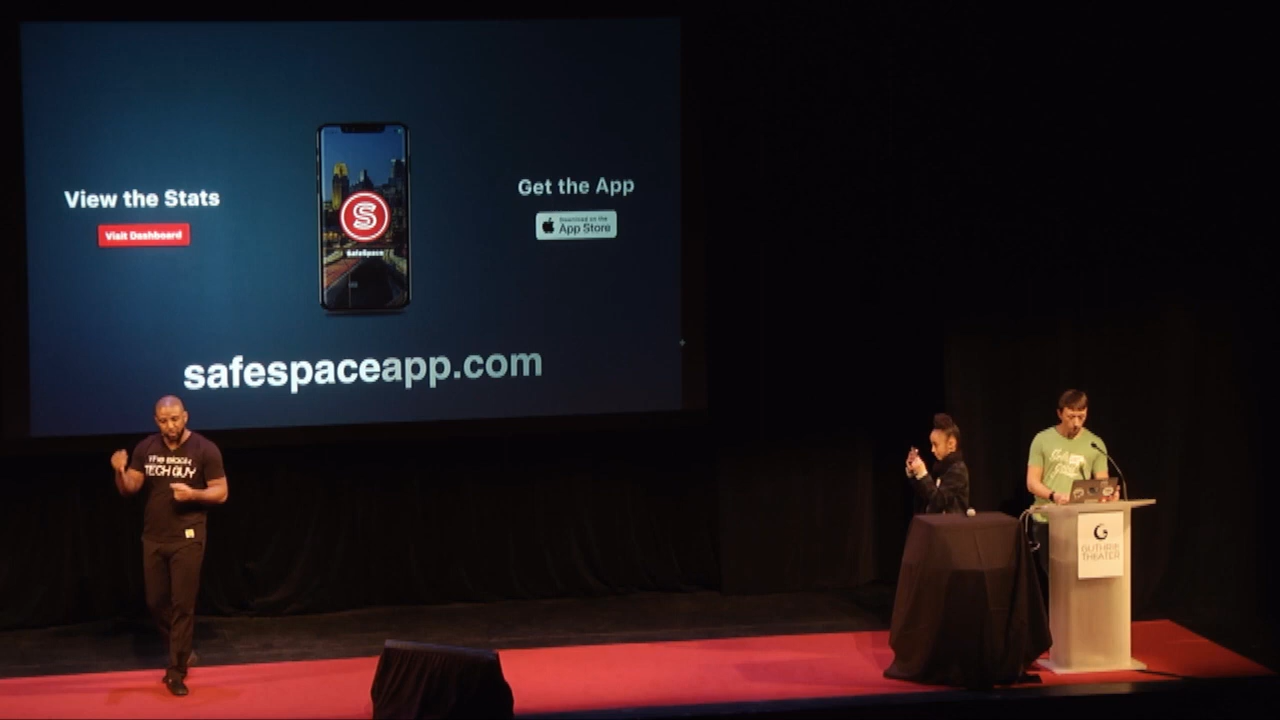 View the Stats
Visit Dashboard
S
SafeSpace
Get the App
Download on the
App Store
safespaceapp.com
The Black
TECH GUY
GUTHRIE
THEATER